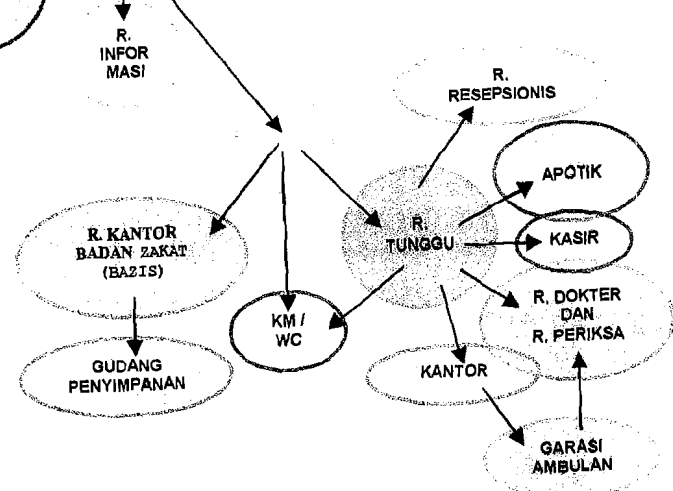 R.
INFOR
MASI
R.
RESEPSIONIS
APOTIK
R.
TUNGGU
KASIR
R. KANTOR
BADAN ZAKAT
(BAZIS)
R. DOKTER
DAN
R. PERIKSA
KM /
WC
GUDANG
PENYIMPANAN
KANTOR
GARASI
AMBULAN